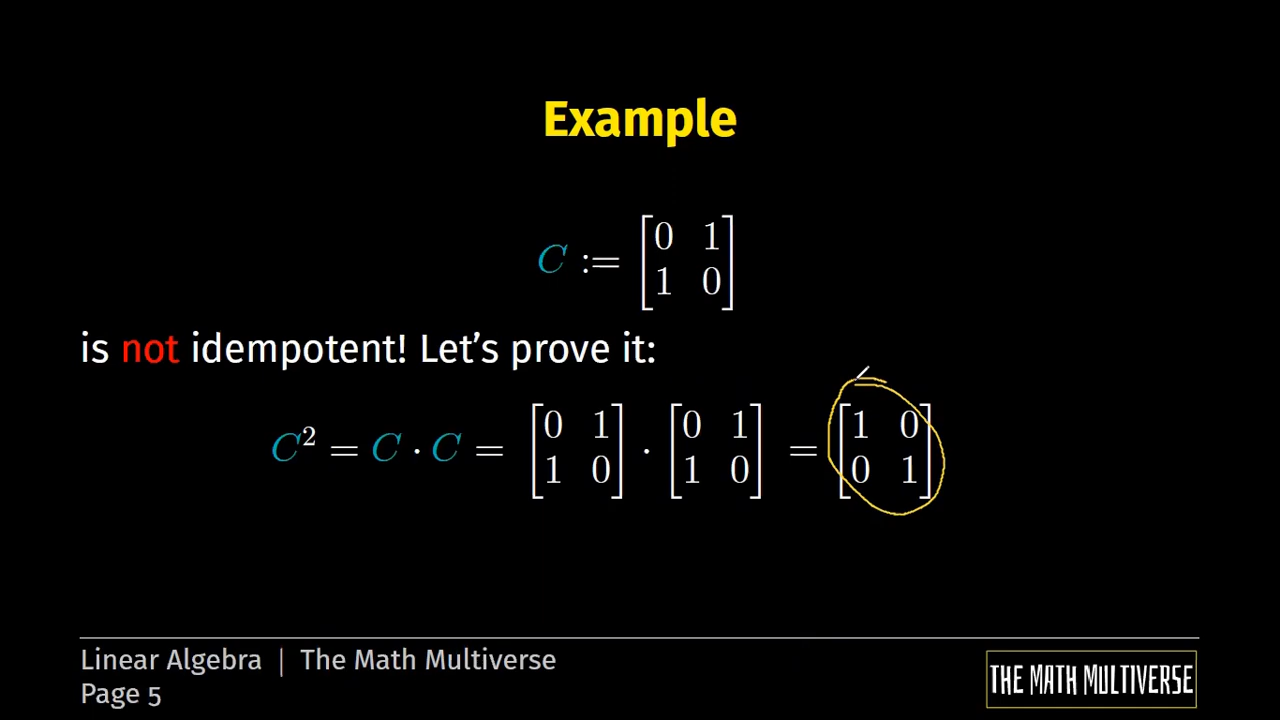 Example
C := [0 1
1 0]
is not idempotent! Let’s prove it:
C² = C · C = [0 1
1 0] · [0 1
1 0] = [1 0
0 1]
Linear Algebra | The Math Multiverse
Page 5
THE MATH MULTIVERSE